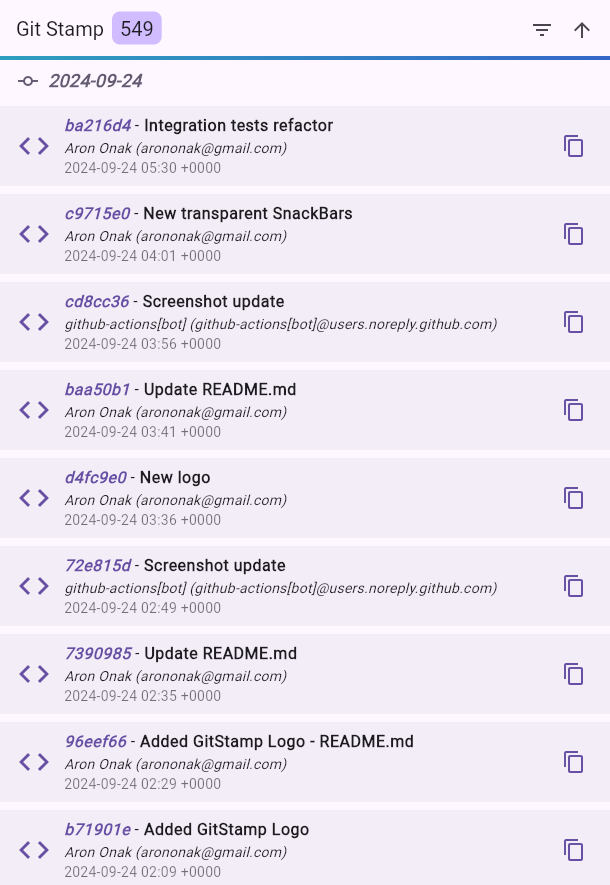 Git Stamp 549
2024-09-24
ba216d4 - Integration tests refactor
Aron Onak (arononak@gmail.com)
2024-09-24 05:30 +0000
c9715e0 - New transparent SnackBars
Aron Onak (arononak@gmail.com)
2024-09-24 04:01 +0000
cd8cc36 - Screenshot update
github-actions[bot] (github-actions[bot]@users.noreply.github.com)
2024-09-24 03:56 +0000
baa50b1 - Update README.md
Aron Onak (arononak@gmail.com)
2024-09-24 03:41 +0000
d4fc9e0 - New logo
Aron Onak (arononak@gmail.com)
2024-09-24 03:36 +0000
72e815d - Screenshot update
github-actions[bot] (github-actions[bot]@users.noreply.github.com)
2024-09-24 02:49 +0000
7390985 - Update README.md
Aron Onak (arononak@gmail.com)
2024-09-24 02:35 +0000
96eef66 - Added GitStamp Logo - README.md
Aron Onak (arononak@gmail.com)
2024-09-24 02:29 +0000
b71901e - Added GitStamp Logo
Aron Onak (arononak@gmail.com)
2024-09-24 02:09 +0000